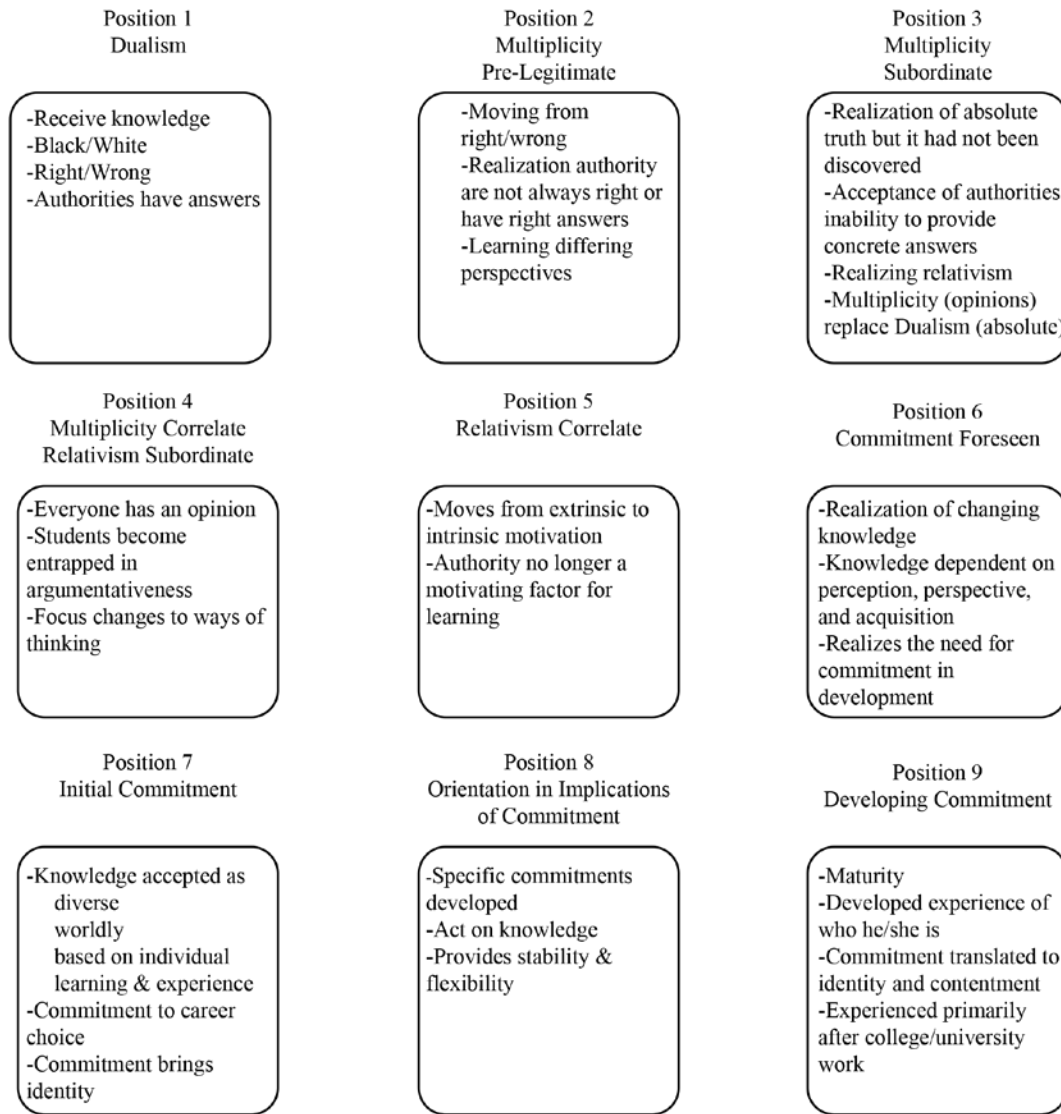 Position 1
Dualism
-Receive knowledge
-Black/White
-Right/Wrong
-Authorities have answers
Position 2
Multiplicity
Pre-Legitimate
-Moving from
right/wrong
-Realization authority
are not always right or
have right answers
-Learning differing
perspectives
Position 3
Multiplicity
Subordinate
-Realization of absolute
truth but it had not been
discovered
-Acceptance of authorities
inability to provide
concrete answers
-Realizing relativism
-Multiplicity (opinions)
replace Dualism (absolute)
Position 4
Multiplicity Correlate
Relativism Subordinate
-Everyone has an opinion
-Students become
entrapped in
argumentativeness
-Focus changes to ways of
thinking
Position 5
Relativism Correlate
-Moves from extrinsic to
intrinsic motivation
-Authority no longer a
motivating factor for
learning
Position 6
Commitment Foreseen
-Realization of changing
knowledge
-Knowledge dependent on
perception, perspective,
and acquisition
-Realizes the need for
commitment in
development
Position 7
Initial Commitment
-Knowledge accepted as
diverse
worldly
based on individual
learning & experience
-Commitment to career
choice
-Commitment brings
identity
Position 8
Orientation in Implications
of Commitment
-Specific commitments
developed
-Act on knowledge
-Provides stability &
flexibility
Position 9
Developing Commitment
-Maturity
-Developed experience of
who he/she is
-Commitment translated to
identity and contentment
-Experienced primarily
after college/university
work